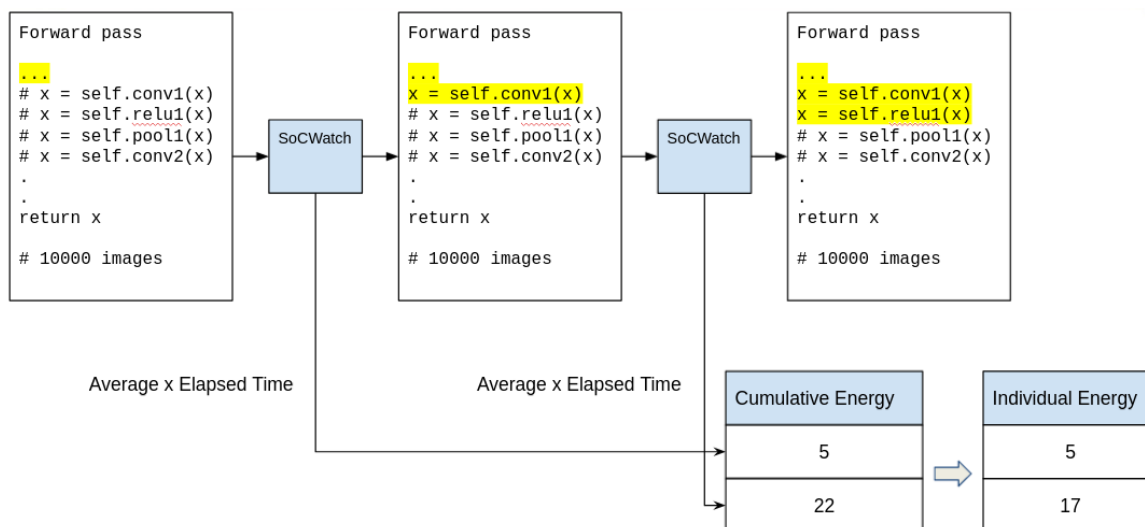 Forward pass
...
# x = self.conv1(x)
# x = self.relu1(x)
# x = self.pool1(x)
# x = self.conv2(x)
.
.
return x
# 10000 images
SoCWatch
Forward pass
...
x = self.conv1(x)
# x = self.relu1(x)
# x = self.pool1(x)
# x = self.conv2(x)
.
.
return x
# 10000 images
SoCWatch
Forward pass
...
x = self.conv1(x)
x = self.relu1(x)
# x = self.pool1(x)
# x = self.conv2(x)
.
.
return x
# 10000 images
Average x Elapsed Time
Average x Elapsed Time
Cumulative Energy
5
22
Individual Energy
5
17